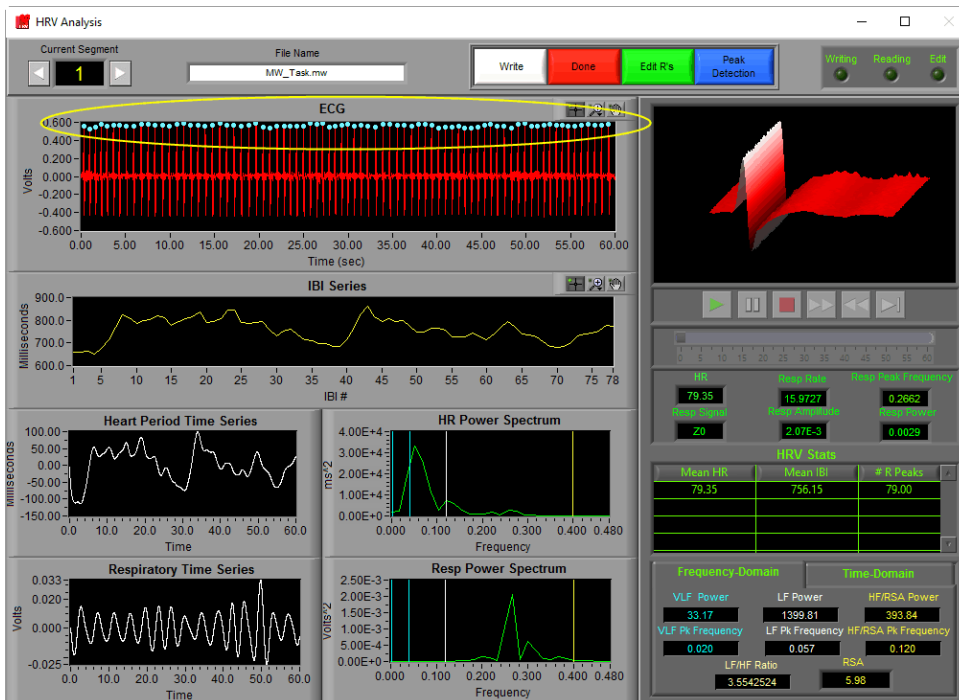 HRV Analysis
Current Segment
1
File Name
MW_Task.mw
Write
Done
Edit R's
Peak Detection
Writing
Reading
Edit
ECG
Volts
0.600
0.400
0.200
0.000
-0.200
-0.400
-0.600
0.00 5.00 10.00 15.00 20.00 25.00 30.00 35.00 40.00 45.00 50.00 55.00 60.00
Time (sec)
IBI Series
Milliseconds
900.0
800.0
700.0
600.0
1 5 10 15 20 25 30 35 40 45 50 55 60 65 70 75 78
IBI #
Heart Period Time Series
Milliseconds
100.00
50.00
0.00
-50.00
-100.00
-150.00
0.0 10.0 20.0 30.0 40.0 50.0 60.0
Time
HR Power Spectrum
ms^2
4.00E+4
3.00E+4
2.00E+4
1.00E+4
0.00E+0
0.000 0.100 0.200 0.300 0.400 0.480
Frequency
Respiratory Time Series
Volts
0.033
0.020
0.000
-0.025
0.0 10.0 20.0 30.0 40.0 50.0 60.0
Time
Resp Power Spectrum
Volts^2
2.50E-3
2.00E-3
1.50E-3
1.00E-3
5.00E-4
0.00E+0
0.000 0.100 0.200 0.300 0.400 0.480
Frequency
0 5 10 15 20 25 30 35 40 45 50 55 60
HR
79.35
Resp Rate
15.9727
Resp Peak Frequency
0.2662
Resp Signal
Z0
Resp Amplitude
2.07E-3
Resp Power
0.0029
HRV Stats
Mean HR Mean IBI # R Peaks
79.35 756.15 79.00
Frequency-Domain
Time-Domain
VLF Power
33.17
LF Power
1399.81
HF/RSA Power
393.84
VLF Pk Frequency
0.020
LF Pk Frequency
0.057
HF/RSA Pk Frequency
0.120
LF/HF Ratio
3.5542524
RSA
5.98